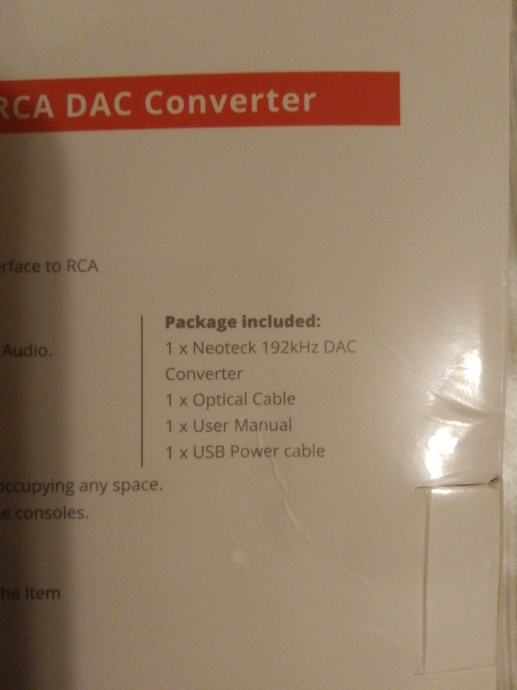 RCA DAC Converter
erface to RCA
Audio.
Package included:
1 x Neoteck 192kHz DAC
Converter
1 x Optical Cable
1 x User Manual
1 x USB Power cable
occupying any space.
e consoles.
he Item